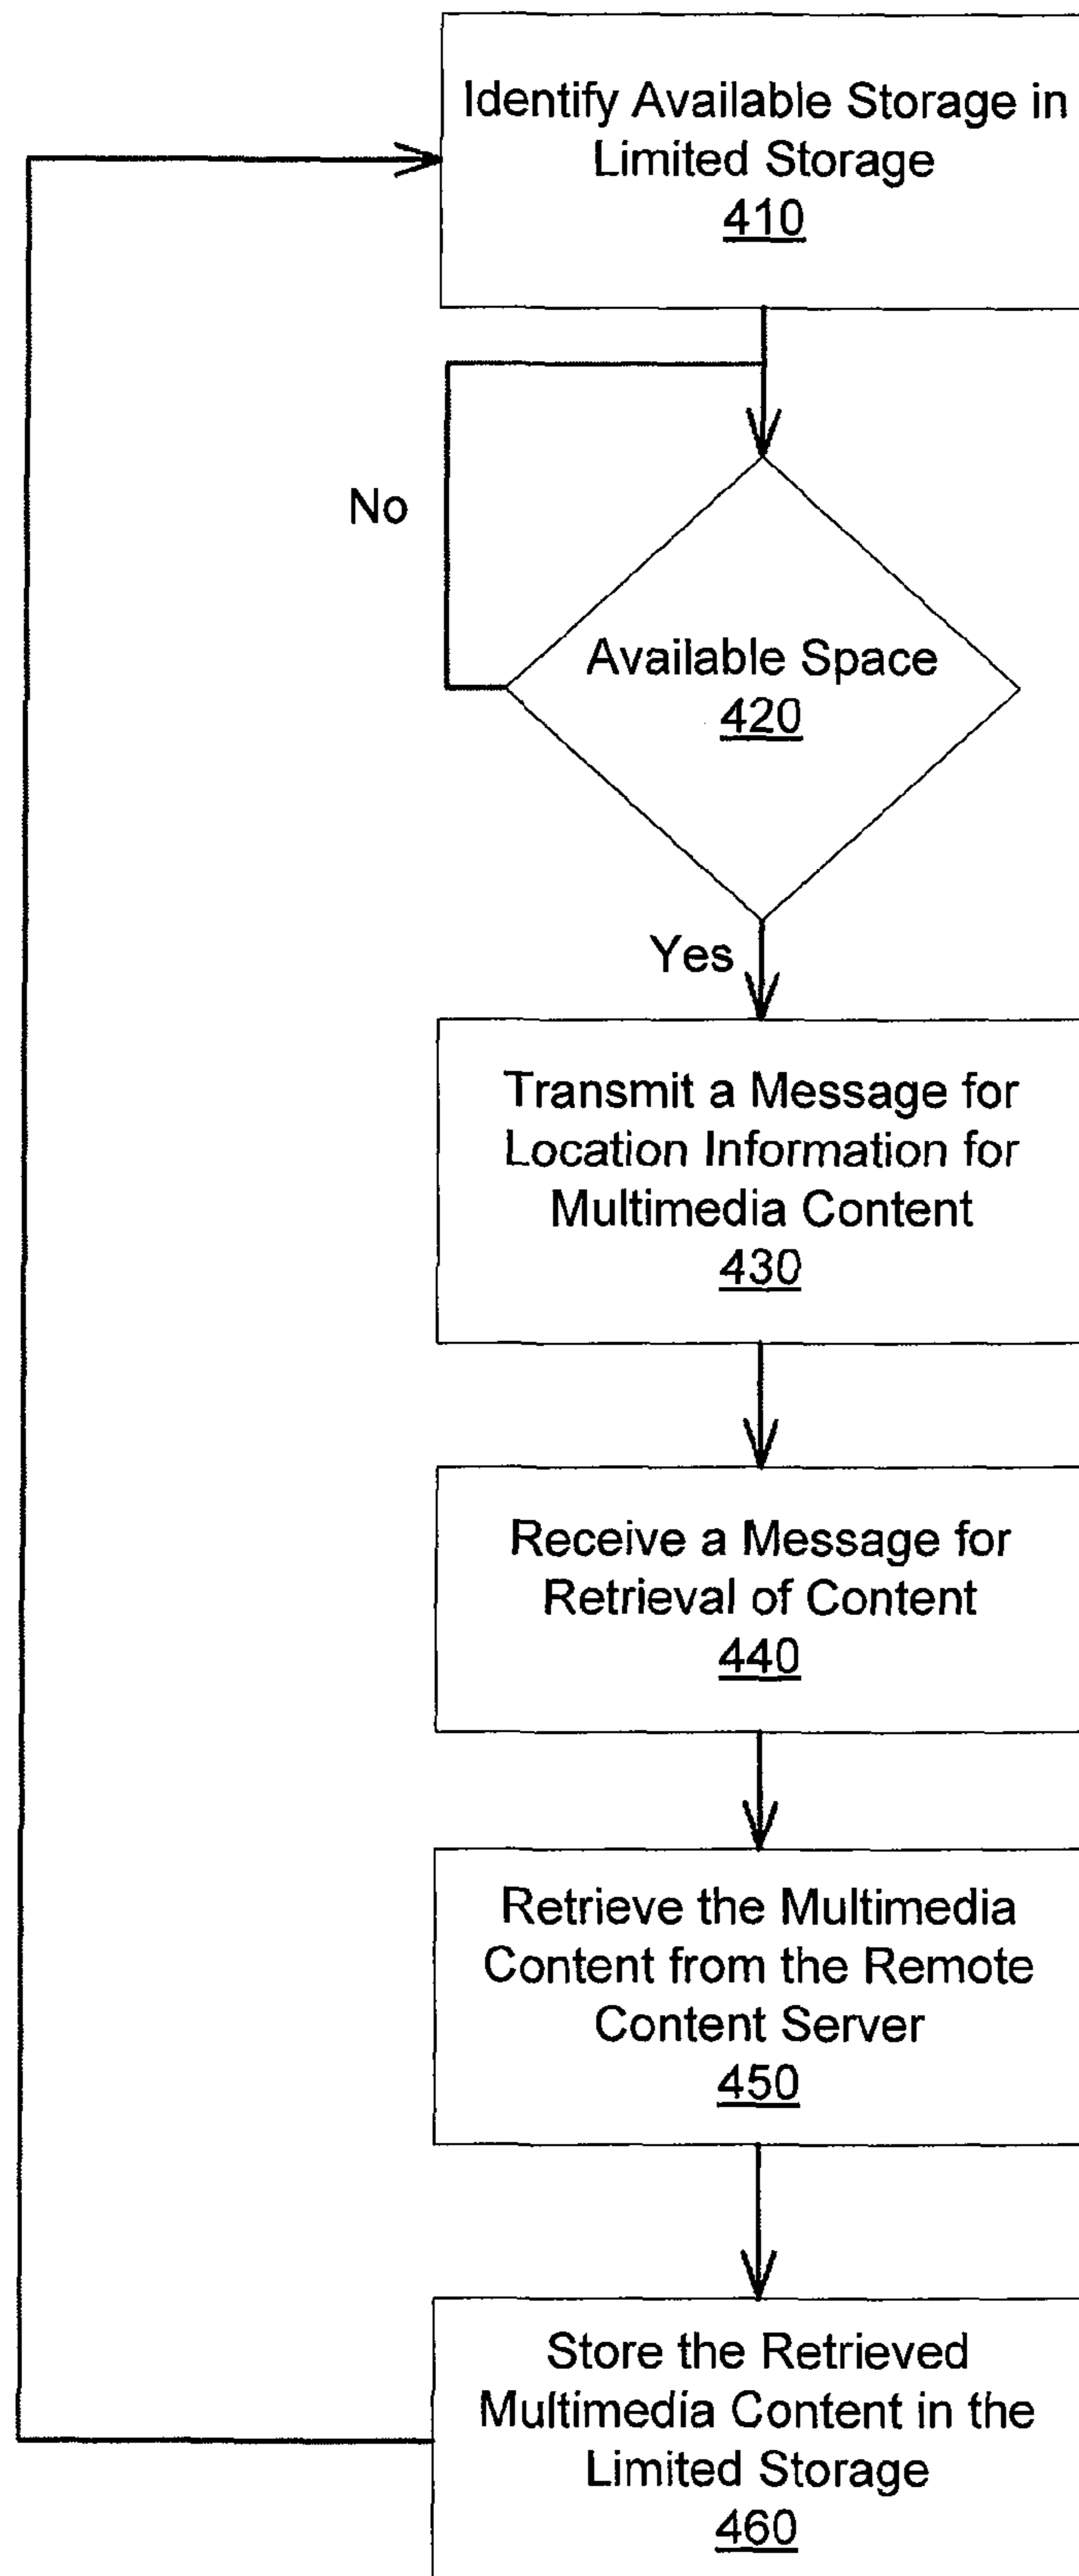 Identify Available Storage in
Limited Storage
410
No
Available Space
420
Yes
Transmit a Message for
Location Information for
Multimedia Content
430
Receive a Message for
Retrieval of Content
440
Retrieve the Multimedia
Content from the Remote
Content Server
450
Store the Retrieved
Multimedia Content in the
Limited Storage
460